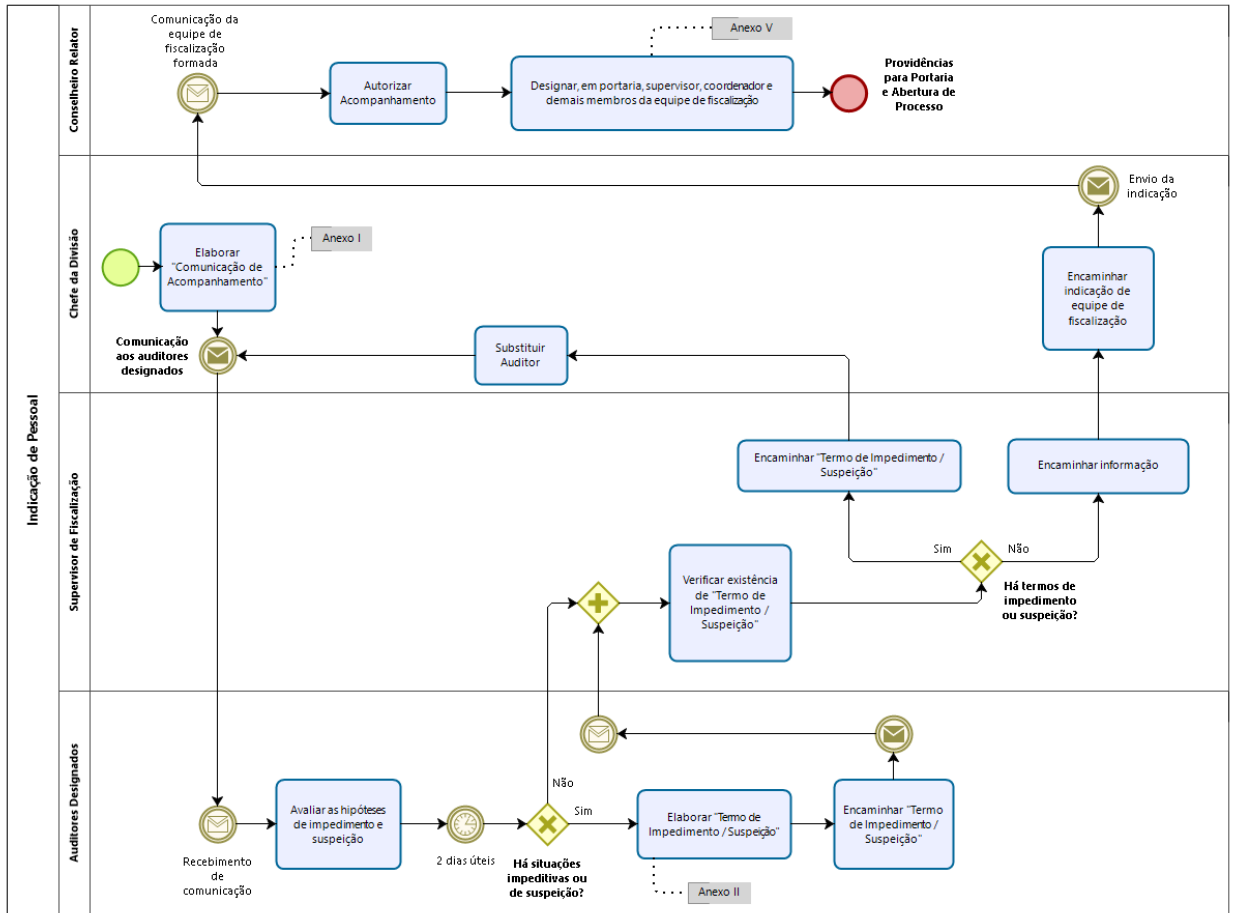 Indicação de Pessoal
Conselheiro Relator
Comunicação da
equipe de
fiscalização
formada
Autorizar
Acompanhamento
Anexo V
Designar, em portaria, supervisor, coordenador e
demais membros da equipe de fiscalização
Providências
para Portaria
e Abertura de
Processo
Chefe da Divisão
Elaborar
"Comunicação de
Acompanhamento"
Anexo I
Comunicação
aos auditores
designados
Substituir
Auditor
Encaminhar
indicação de
equipe de
fiscalização
Envio da
indicação
Supervisor de Fiscalização
Encaminhar "Termo de Impedimento /
Suspeição"
Encaminhar informação
Verificar existência
de "Termo de
Impedimento /
Suspeição"
Sim
Não
Há termos de
impedimento
ou suspeição?
Auditores Designados
Recebimento
de
comunicação
Avaliar as hipóteses
de impedimento e
suspeição
2 dias úteis
Não
Sim
Há situações
impeditivas ou
de suspeição?
Elaborar "Termo de
Impedimento / Suspeição"
Anexo II
Encaminhar "Termo
de Impedimento /
Suspeição"